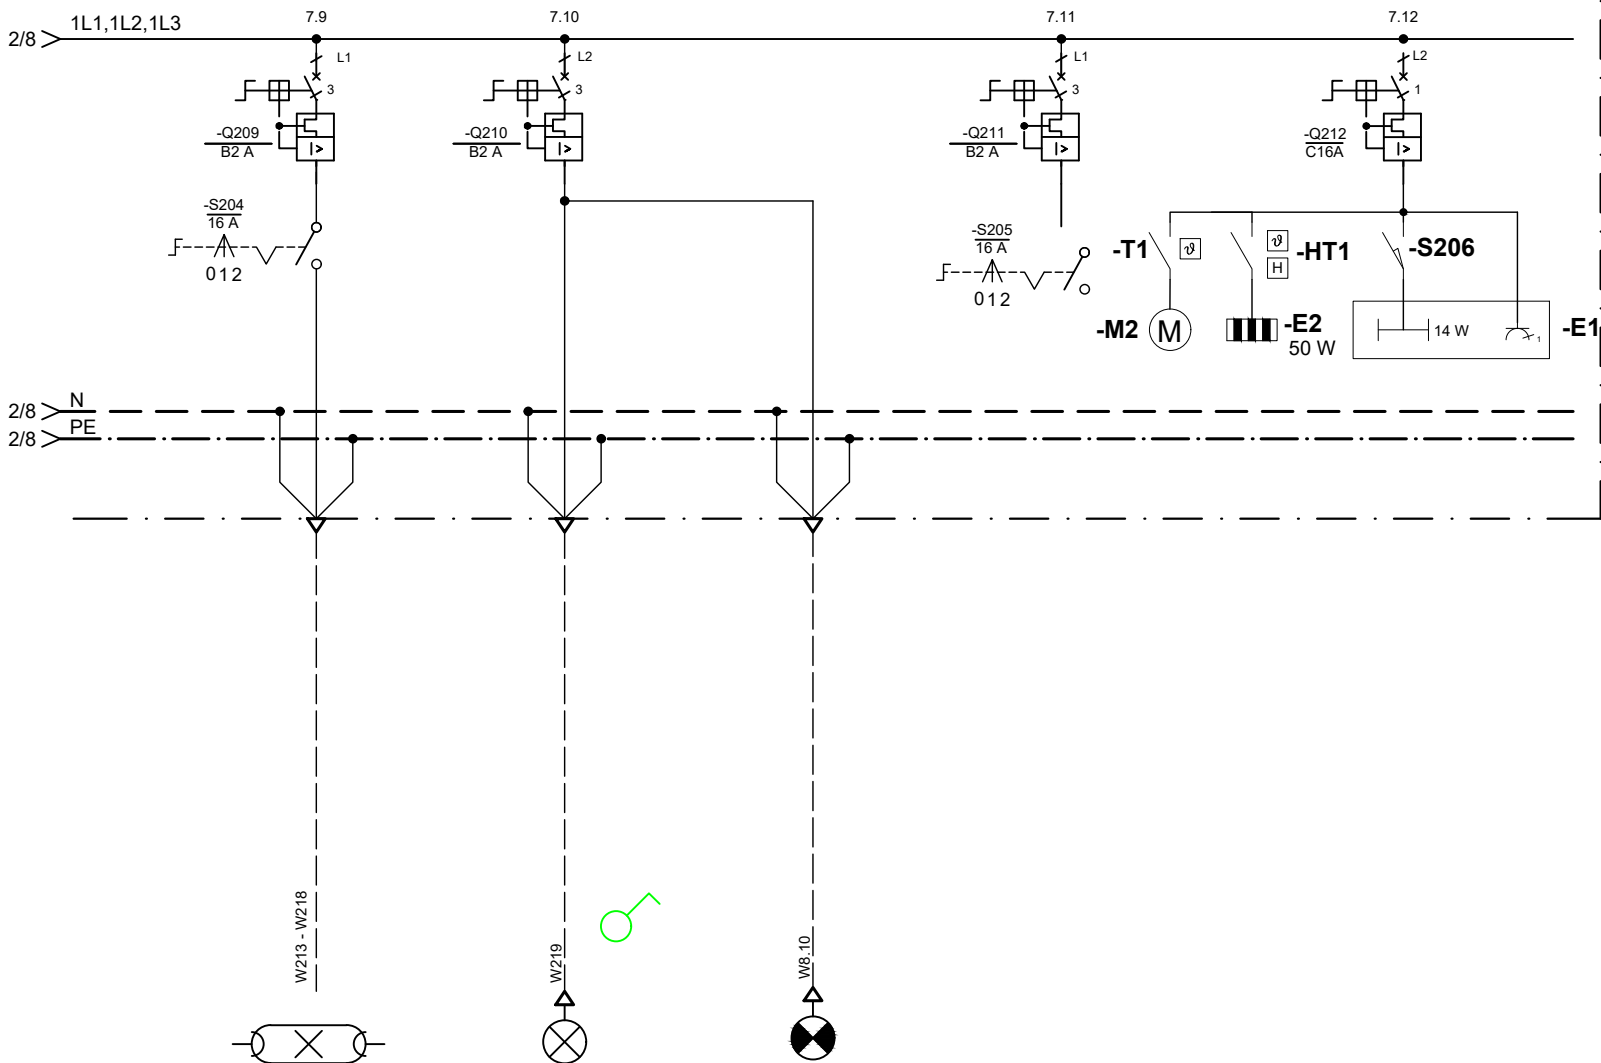 7.9
7.10
7.11
7.12
1L1,1L2,1L3
2/8
L1
L2
L1
L2
3
3
3
1
-Q209
B2 A
I>
-Q210
B2 A
I>
-Q211
B2 A
I>
-Q212
C16A
I>
-S204
16 A
012
-S205
16 A
012
-T1
ϑ
ϑ
H
-HT1
-S206
-M2
M
-E2
50 W
14 W
1
-E1
N
2/8
PE
2/8
W213 - W218
W219
W8.10